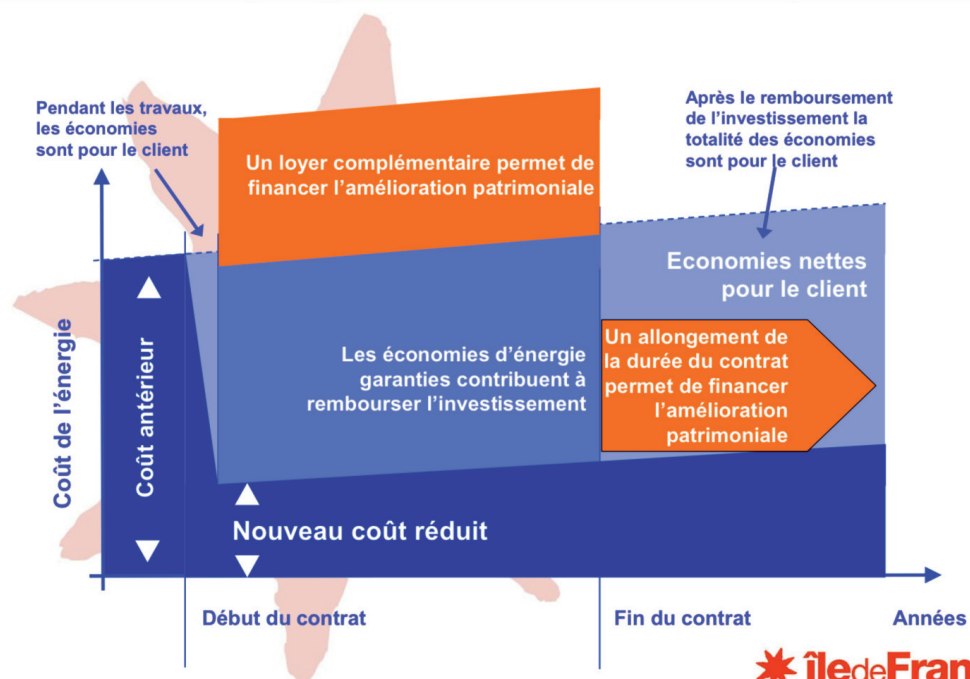 Pendant les travaux,
les économies
sont pour le client
Après le remboursement
de l’investissement la
totalité des économies
sont pour le client
Un loyer complémentaire permet de
financer l’amélioration patrimoniale
Economies nettes
pour le client
Coût de l’énergie
Coût antérieur
Les économies d’énergie
garanties contribuent à
rembourser l’investissement
Un allongement de
la durée du contrat
permet de financer
l’amélioration
patrimoniale
Nouveau coût réduit
Début du contrat
Fin du contrat
Années
îledeFran